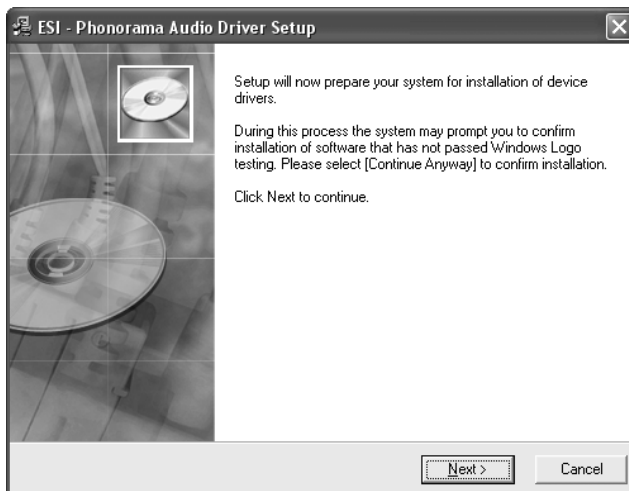 ESI - Phonorama Audio Driver Setup
Setup will now prepare your system for installation of device
drivers.
During this process the system may prompt you to confirm
installation of software that has not passed Windows Logo
testing. Please select [Continue Anyway] to confirm installation.
Click Next to continue.
Next >
Cancel